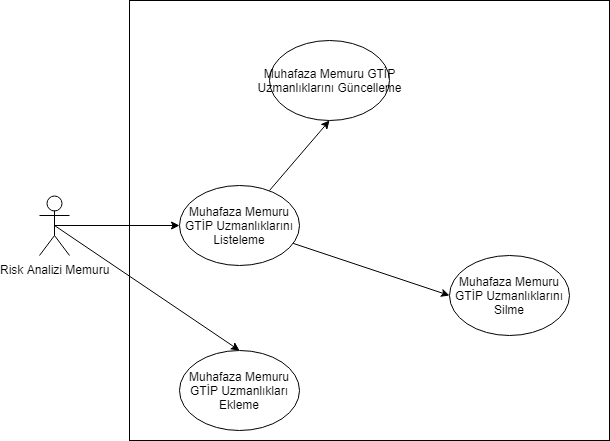 Muhafaza Memuru GTİP
Uzmanlıklarını Güncelleme
Muhafaza Memuru
GTİP Uzmanlıklarını
Listeleme
Risk Analizi Memuru
Muhafaza Memuru
GTİP Uzmanlıklarını
Silme
Muhafaza Memuru
GTİP Uzmanlıkları
Ekleme